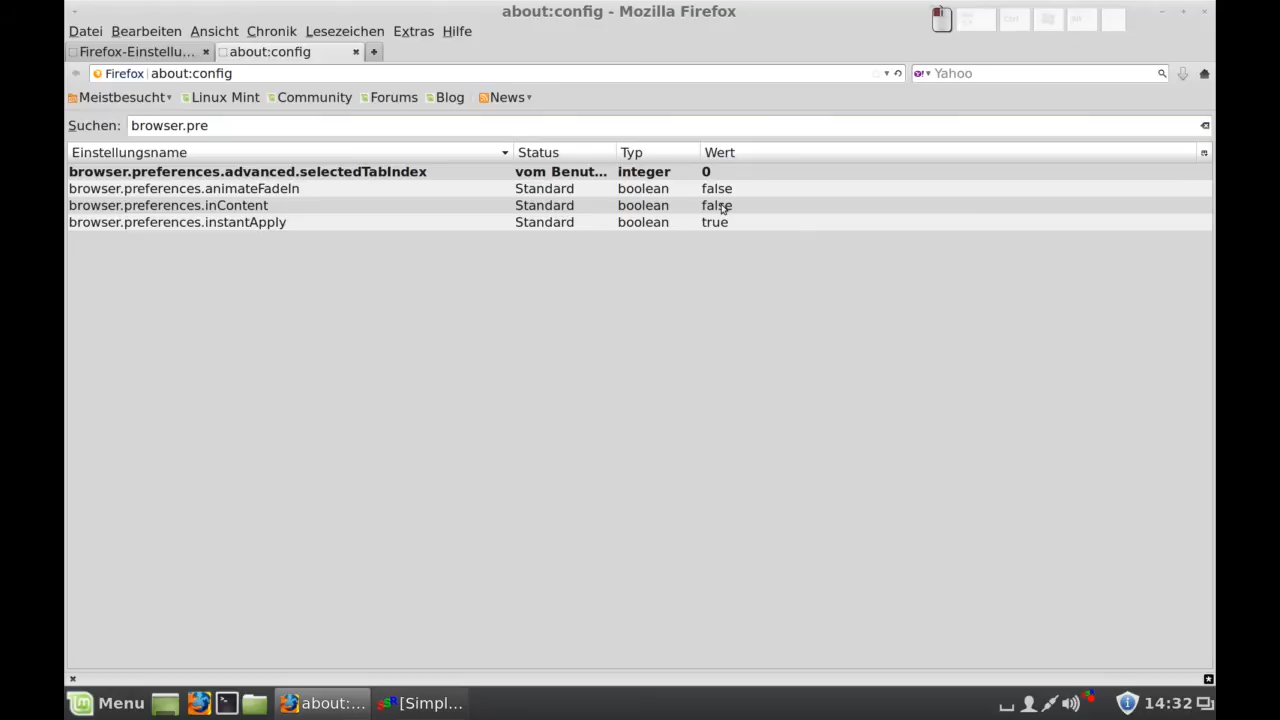 about:config - Mozilla Firefox
Datei Bearbeiten Ansicht Chronik Lesezeichen Extras Hilfe
Firefox-Einstellu... about:config
Firefox about:config Yahoo
Meistbesucht Linux Mint Community Forums Blog News
Suchen: browser.pre
Einstellungsname Status Typ Wert
browser.preferences.advanced.selectedTabIndex vom Benut... integer 0
browser.preferences.animateFadeIn Standard boolean false
browser.preferences.inContent Standard boolean false
browser.preferences.instantApply Standard boolean true
Menu about:... [Simpl... 14:32